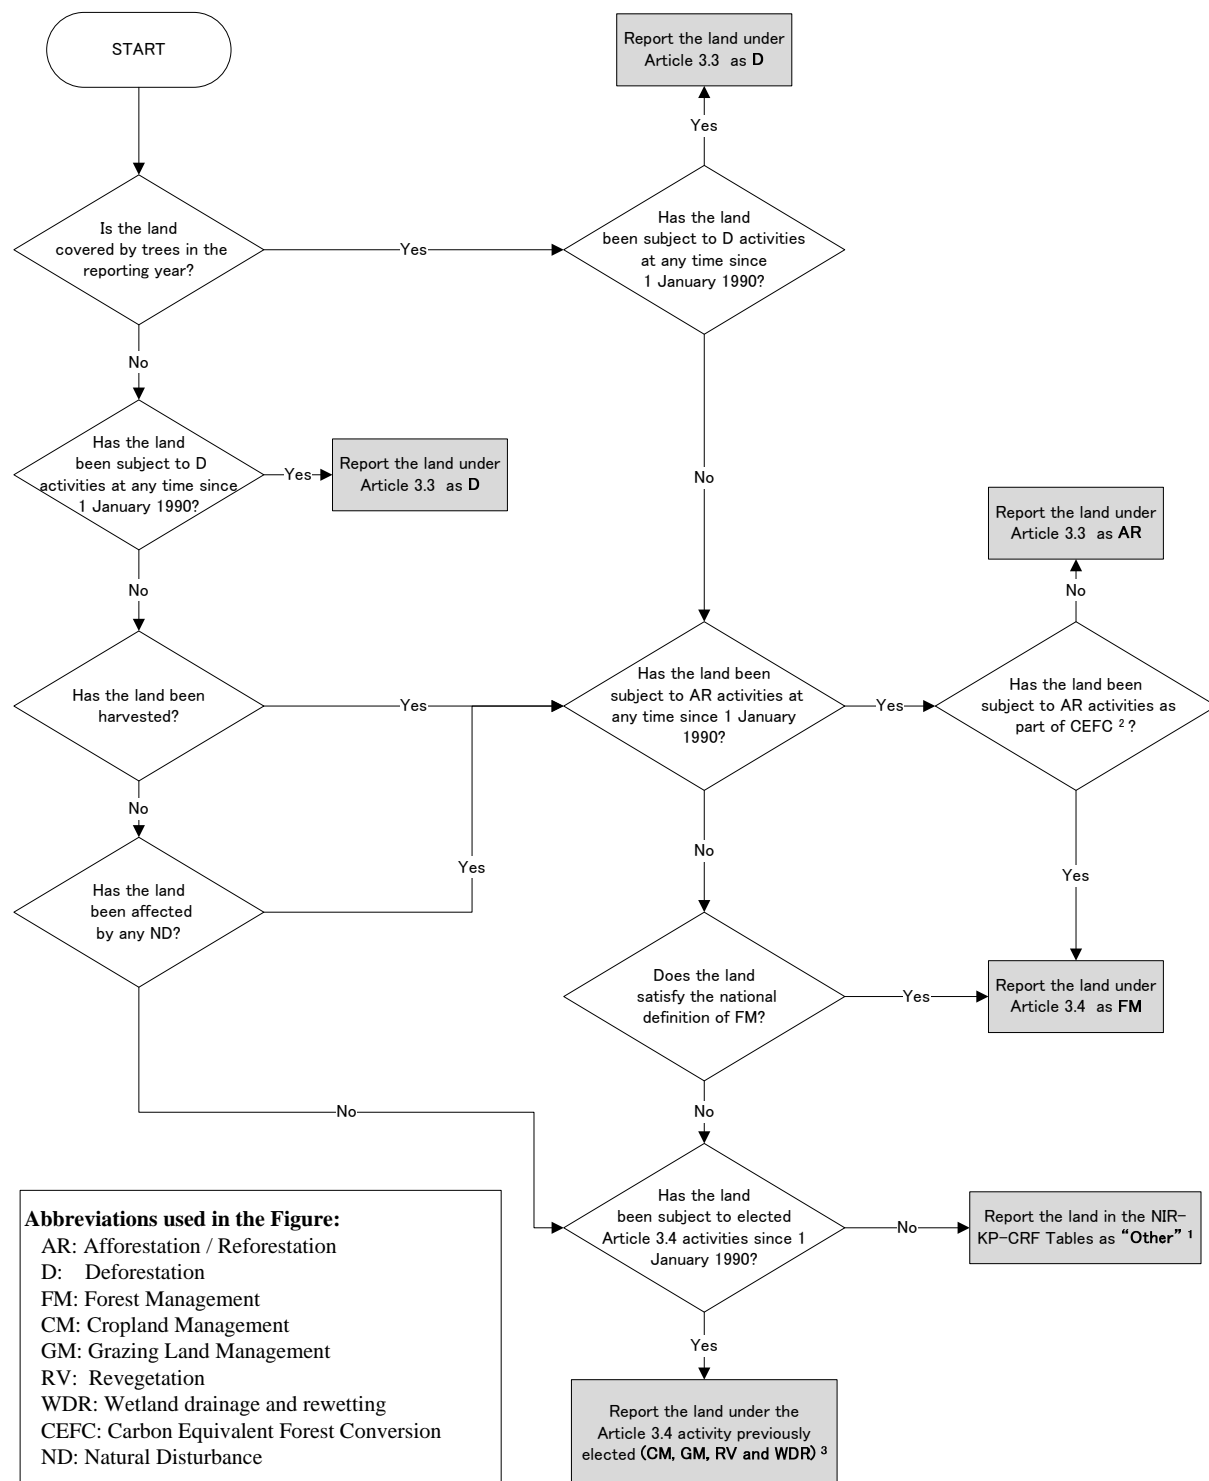 START
Report the land under
Article 3.3 as D
Yes
Is the land
covered by trees in the
reporting year?
Yes
Has the land
been subject to D activities
at any time since
1 January 1990?
No
Has the land
been subject to D
activities at any time since
1 January 1990?
Yes
Report the land under
Article 3.3 as D
No
Report the land under
Article 3.3 as AR
No
No
Has the land been
harvested?
Yes
Has the land been
subject to AR activities at
any time since 1 January
1990?
Yes
Has the land been
subject to AR activities as
part of CEFC 2 ?
No
Yes
No
Yes
Has the land
been affected
by any ND?
Does the land
satisfy the national
definition of FM?
Yes
Report the land under
Article 3.4 as FM
No
No
Has the land
been subject to elected
Article 3.4 activities since 1
January 1990?
No
Report the land in the NIR-
KP-CRF Tables as “Other” 1
Yes
Report the land under the
Article 3.4 activity previously
elected (CM, GM, RV and WDR) 3
Abbreviations used in the Figure:
AR: Afforestation / Reforestation
D: Deforestation
FM: Forest Management
CM: Cropland Management
GM: Grazing Land Management
RV: Revegetation
WDR: Wetland drainage and rewetting
CEFC: Carbon Equivalent Forest Conversion
ND: Natural Disturbance